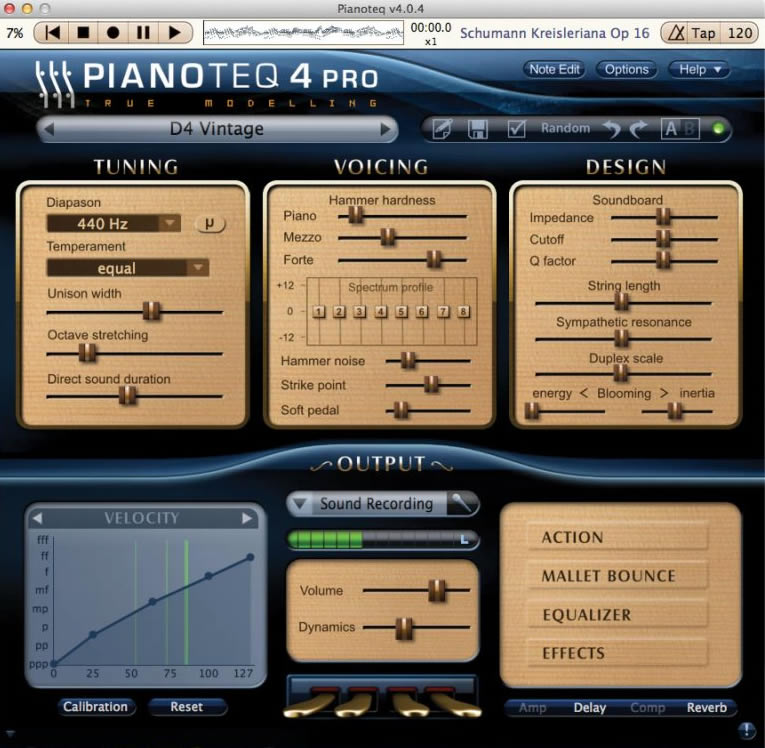 Pianoteq v4.0.4
7%
00:00.0
x1
Schumann Kreisleriana Op 16
Tap 120
PIANOTEQ 4 PRO
TRUE MODELLING
Note Edit Options Help
D4 Vintage
Random A B
TUNING
Diapason
440 Hz μ
Temperament
equal
Unison width
Octave stretching
Direct sound duration
VOICING
Hammer hardness
Piano
Mezzo
Forte
Spectrum profile
+12
0 1 2 3 4 5 6 7 8
-12
Hammer noise
Strike point
Soft pedal
DESIGN
Soundboard
Impedance
Cutoff
Q factor
String length
Sympathetic resonance
Duplex scale
energy < Blooming > inertia
OUTPUT
VELOCITY
fff
ff
f
mf
mp
p
pp
ppp
0 25 50 75 100 127
Calibration Reset
Sound Recording
L
Volume
Dynamics
ACTION
MALLET BOUNCE
EQUALIZER
EFFECTS
Amp Delay Comp Reverb
!